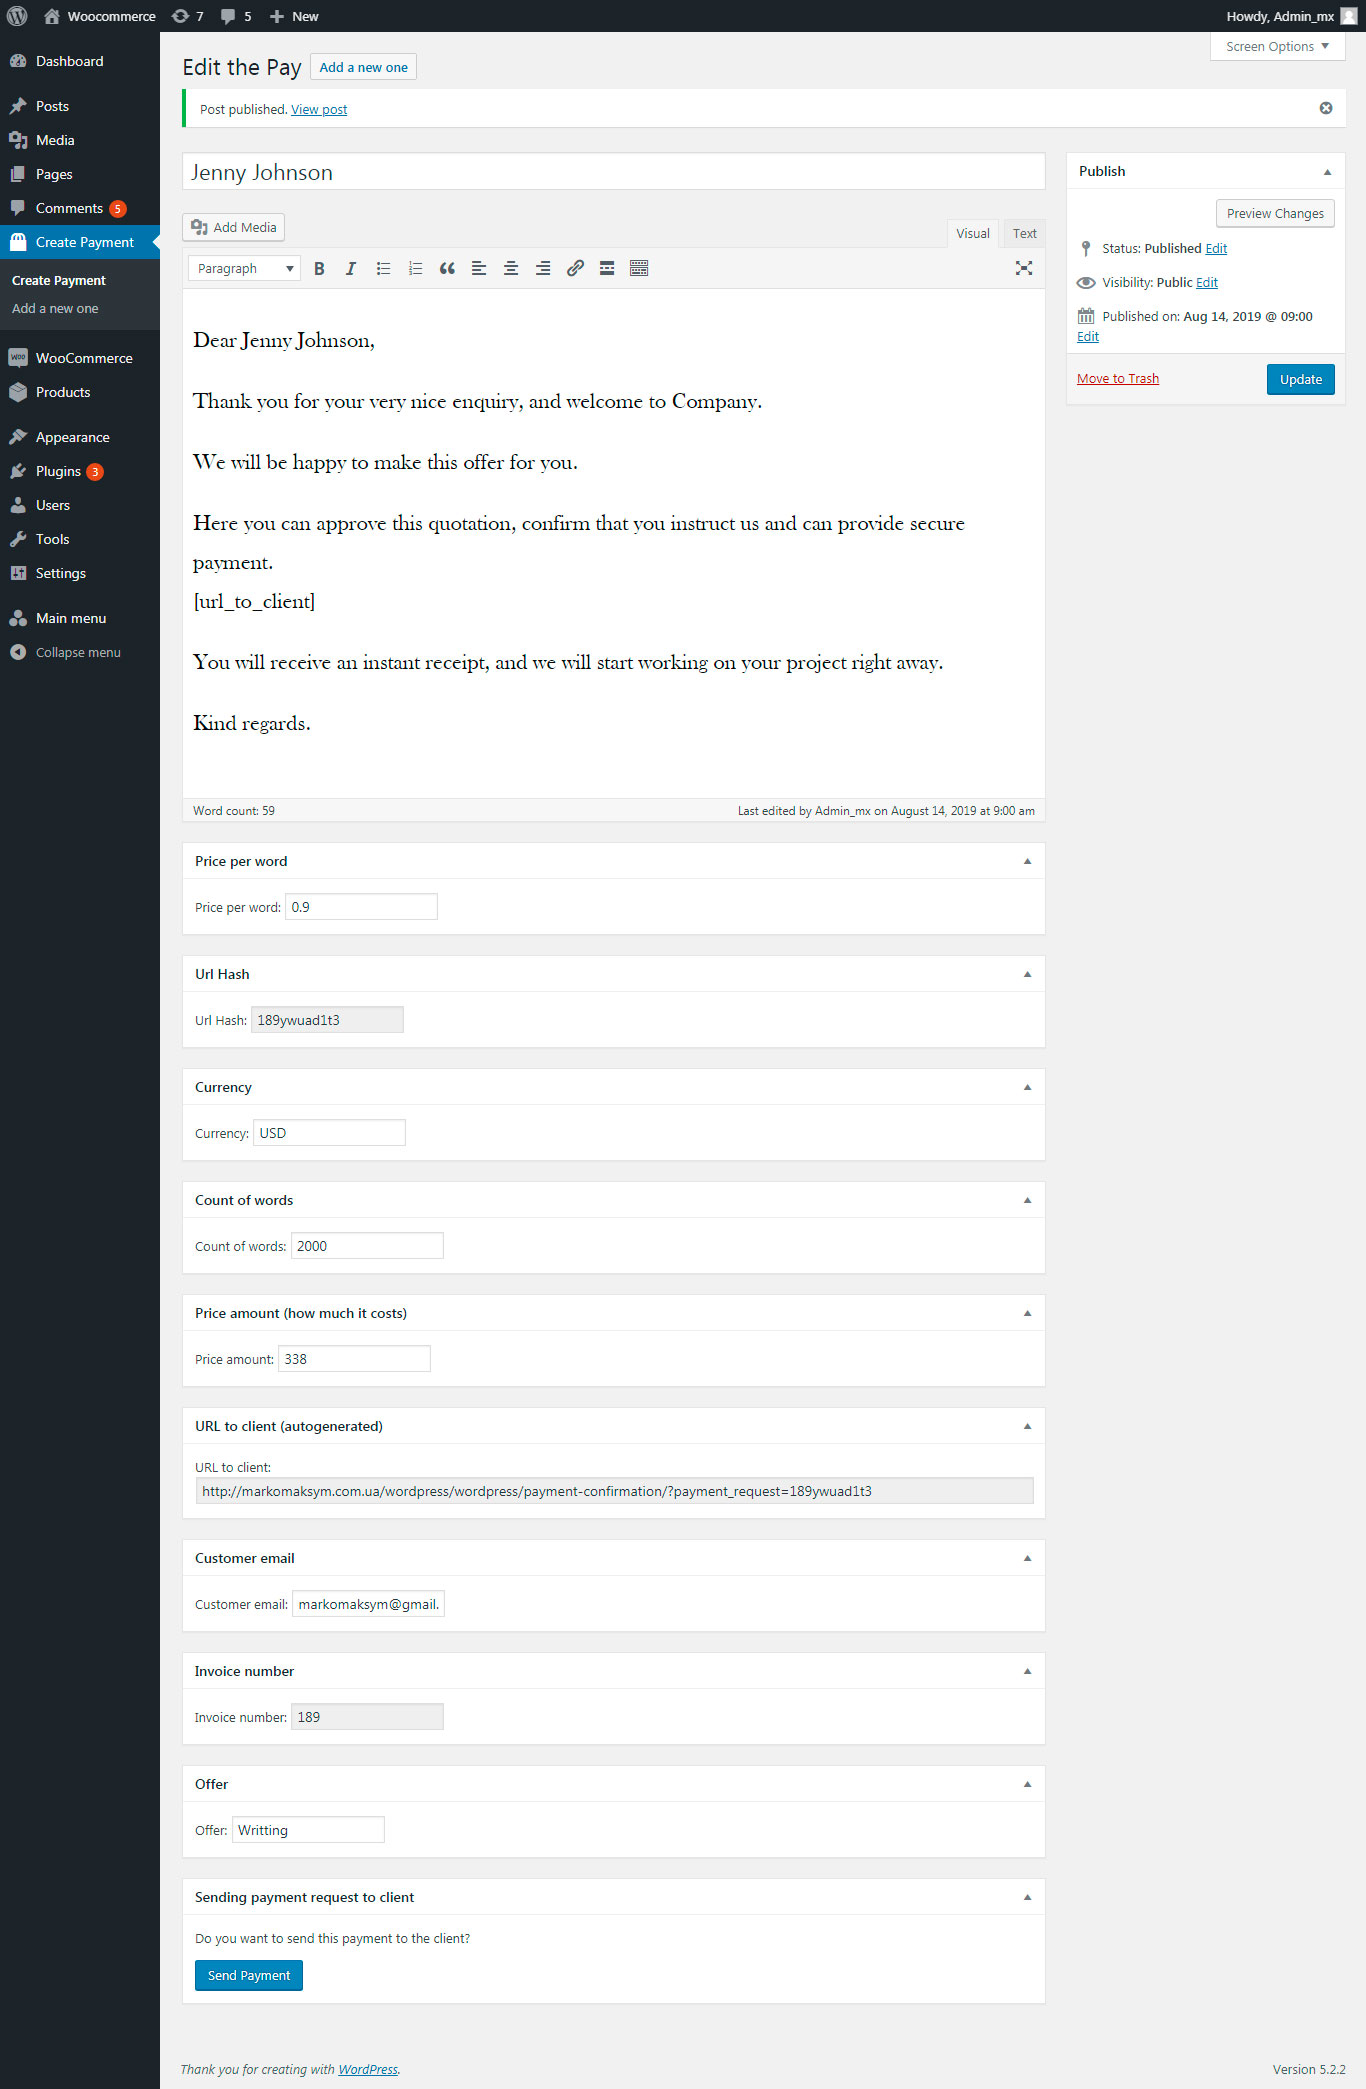 Woocommerce 7 5 New Howdy, Admin_mx
Screen Options
Dashboard
Posts
Media
Pages
Comments 5
Create Payment
Create Payment
Add a new one
WooCommerce
Products
Appearance
Plugins 3
Users
Tools
Settings
Main menu
Collapse menu
Edit the Pay Add a new one
Post published. View post
Jenny Johnson
Add Media
Visual Text
Paragraph
Dear Jenny Johnson,
Thank you for your very nice enquiry, and welcome to Company.
We will be happy to make this offer for you.
Here you can approve this quotation, confirm that you instruct us and can provide secure
payment.
[url_to_client]
You will receive an instant receipt, and we will start working on your project right away.
Kind regards.
Word count: 59 Last edited by Admin_mx on August 14, 2019 at 9:00 am
Publish
Preview Changes
Status: Published Edit
Visibility: Public Edit
Published on: Aug 14, 2019 @ 09:00
Edit
Move to Trash Update
Price per word
Price per word: 0.9
Url Hash
Url Hash: 189ywuad1t3
Currency
Currency: USD
Count of words
Count of words: 2000
Price amount (how much it costs)
Price amount: 338
URL to client (autogenerated)
URL to client:
http://markomaksym.com.ua/wordpress/wordpress/payment-confirmation/?payment_request=189ywuad1t3
Customer email
Customer email: markomaksym@gmail.
Invoice number
Invoice number: 189
Offer
Offer: Writting
Sending payment request to client
Do you want to send this payment to the client?
Send Payment
Thank you for creating with WordPress. Version 5.2.2